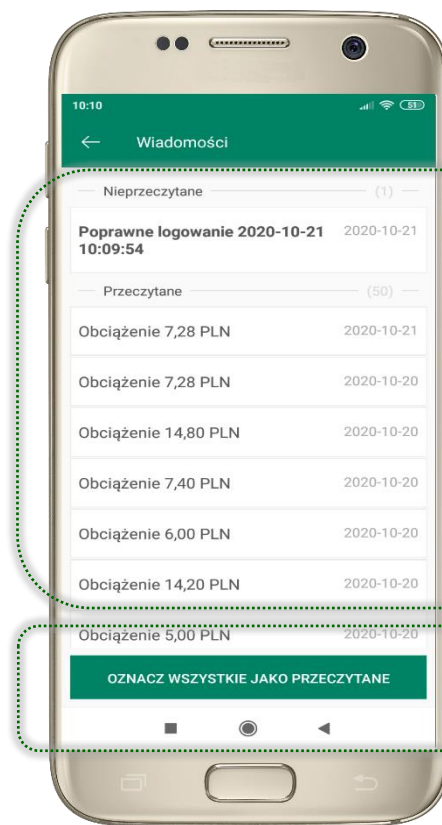 10:10
51
Wiadomości
Nieprzeczytane (1)
Poprawne logowanie 2020-10-21 2020-10-21
10:09:54
Przeczytane (50)
Obciążenie 7,28 PLN 2020-10-21
Obciążenie 7,28 PLN 2020-10-20
Obciążenie 14,80 PLN 2020-10-20
Obciążenie 7,40 PLN 2020-10-20
Obciążenie 6,00 PLN 2020-10-20
Obciążenie 14,20 PLN 2020-10-20
Obciążenie 5,00 PLN 2020-10-20
OZNACZ WSZYSTKIE JAKO PRZECZYTANE